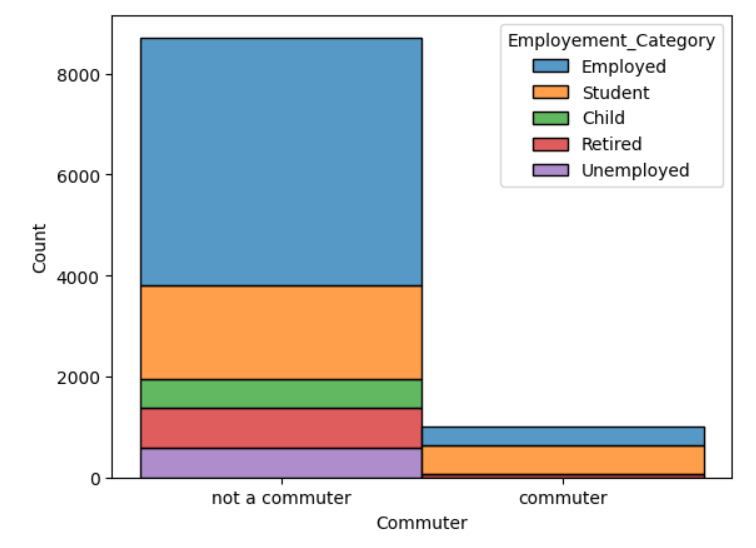 Employement_Category
Employed
Student
Child
Retired
Unemployed
8000
6000
4000
2000
0
Count
not a commuter
commuter
Commuter